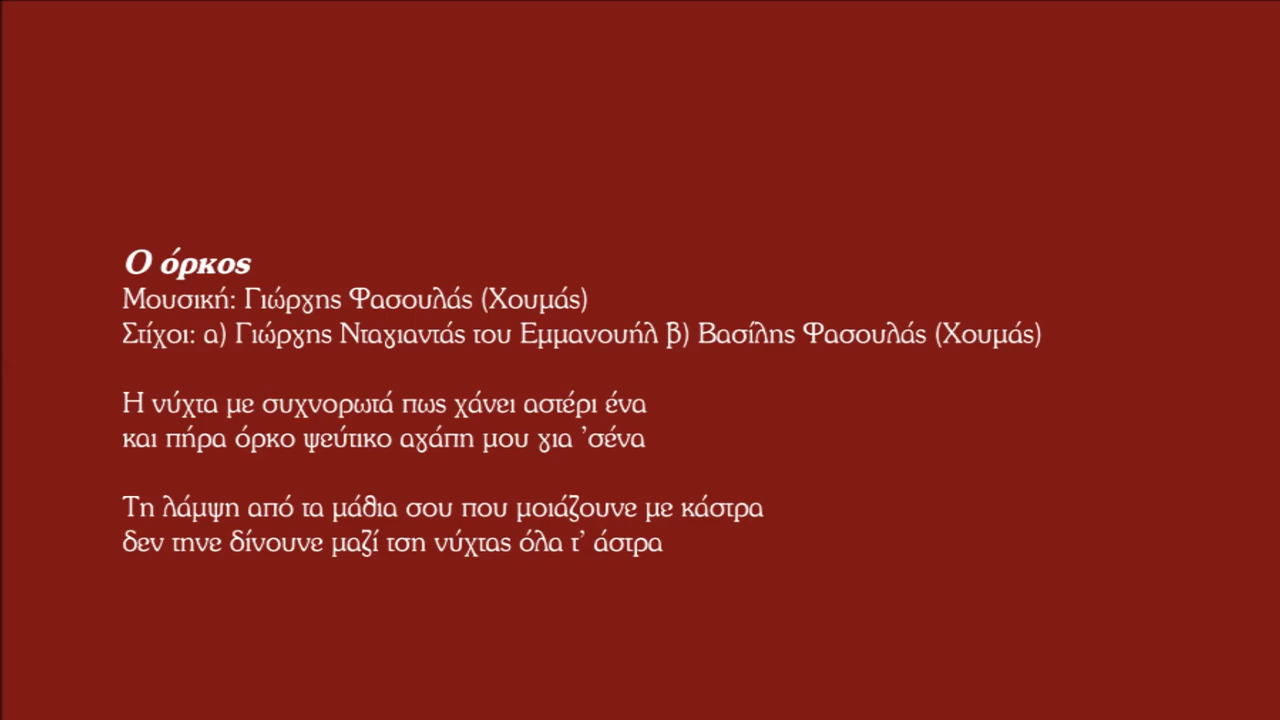 Ο όρκος
Μουσική: Γιώργης Φασουλάς (Χουμάς)
Στίχοι: α) Γιώργης Νταγιαντάς του Εμμανουήλ β) Βασίλης Φασουλάς (Χουμάς)
Η νύχτα με συχνορωτά πως χάνει αστέρι ένα
και πήρα όρκο ψεύτικο αγάπη μου για ’σένα
Τη λάμψη από τα μάθια σου που μοιάζουνε με κάστρα
δεν τηνε δίνουνε μαζί τση νύχτας όλα τ’ άστρα